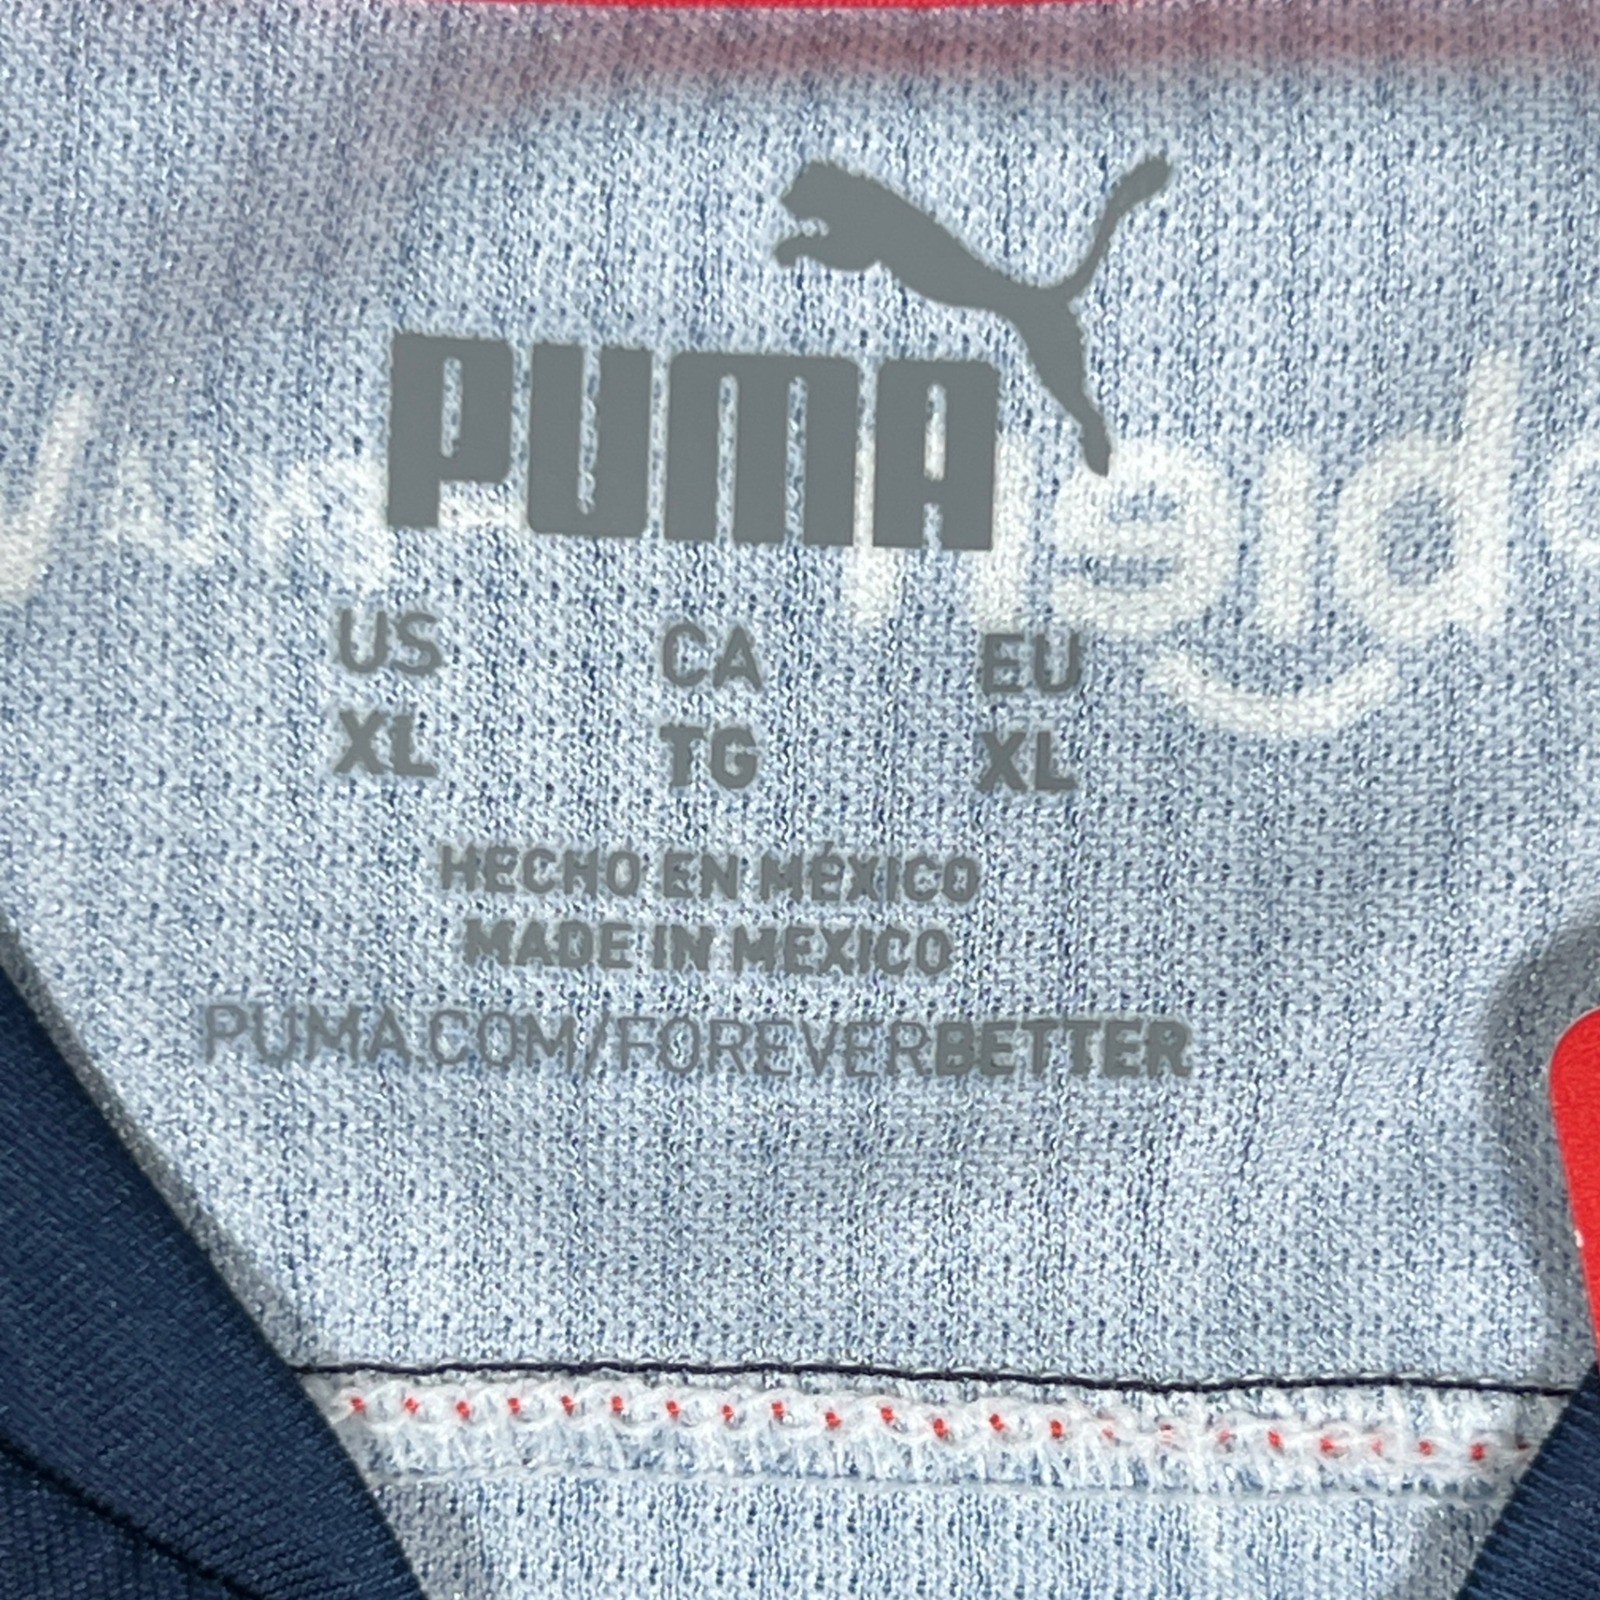 PUMA
US CA EU
XL TG XL
HECHO EN MÉXICO
MADE IN MEXICO
PUMA.COM/FOREVERBETTER